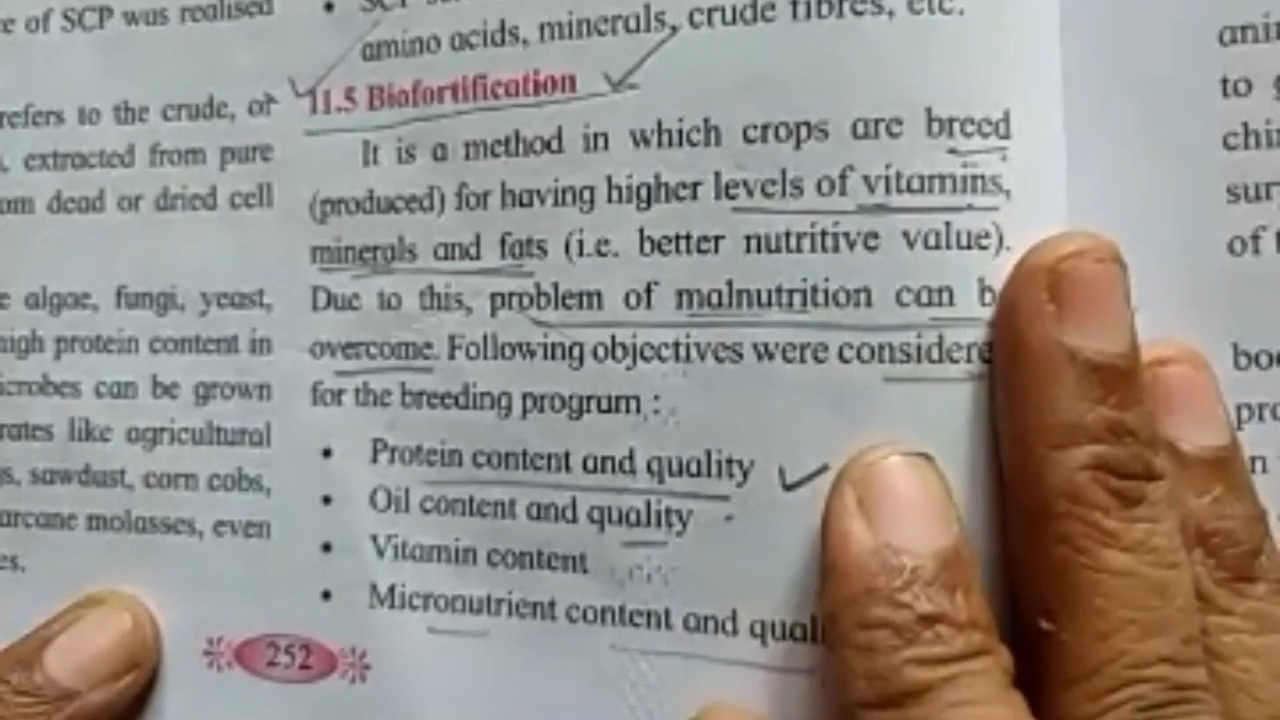 e of SCP was realised
refers to the crude, or
, extracted from pure
om dead or dried cell
e algae, fungi, yeast,
high protein content in
icrobes can be grown
rates like agricultural
s, sawdust, corn cobs,
arcane molasses, even
es.
amino acids, minerals, crude fibres, etc.
11.5 Biofortification
It is a method in which crops are breed
(produced) for having higher levels of vitamins,
minerals and fats (i.e. better nutritive value).
Due to this, problem of malnutrition can b
overcome. Following objectives were considere
for the breeding program :
• Protein content and quality
• Oil content and quality
• Vitamin content
• Micronutrient content and quali
252
ani
to
chi
sur
of
boo
pro
n